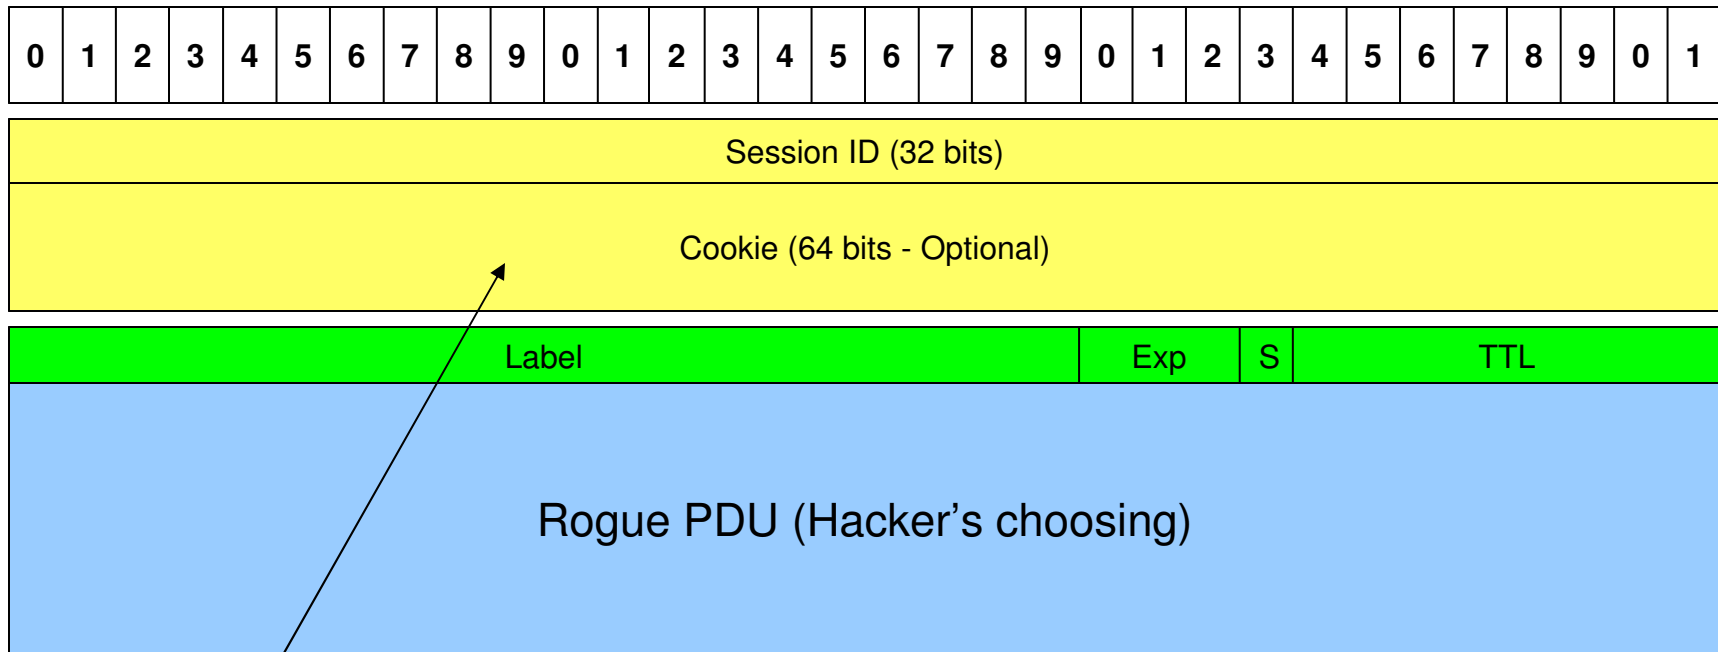 0 1 2 3 4 5 6 7 8 9 0 1 2 3 4 5 6 7 8 9 0 1 2 3 4 5 6 7 8 9 0 1
Session ID (32 bits)
Cookie (64 bits - Optional)
Label Exp S TTL
Rogue PDU (Hacker’s choosing)